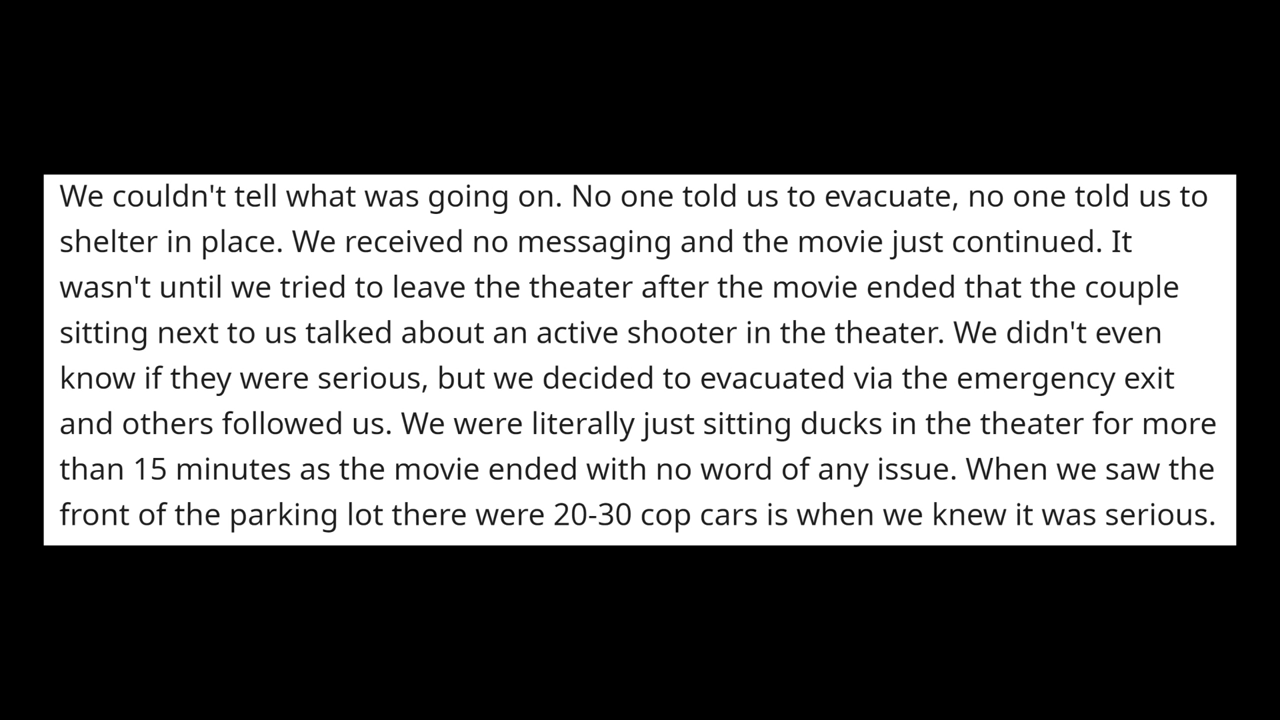 We couldn't tell what was going on. No one told us to evacuate, no one told us to
shelter in place. We received no messaging and the movie just continued. It
wasn't until we tried to leave the theater after the movie ended that the couple
sitting next to us talked about an active shooter in the theater. We didn't even
know if they were serious, but we decided to evacuated via the emergency exit
and others followed us. We were literally just sitting ducks in the theater for more
than 15 minutes as the movie ended with no word of any issue. When we saw the
front of the parking lot there were 20-30 cop cars is when we knew it was serious.